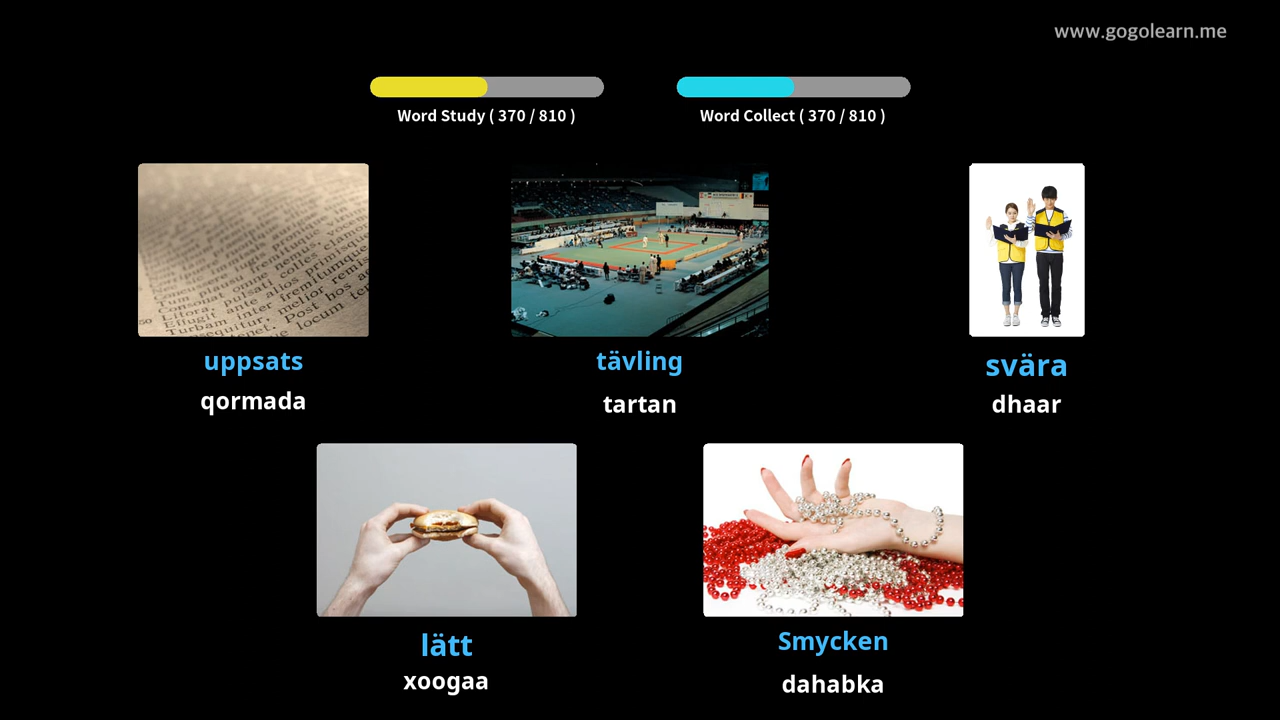 www.gogolearn.me
Word Study ( 370 / 810 )
Word Collect ( 370 / 810 )
uppsats
qormada
tävling
tartan
svära
dhaar
lätt
xoogaa
Smycken
dahabka